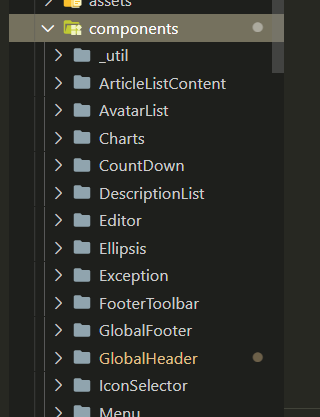 assets
components
_util
ArticleListContent
AvatarList
Charts
CountDown
DescriptionList
Editor
Ellipsis
Exception
FooterToolbar
GlobalFooter
GlobalHeader
IconSelector
Menu